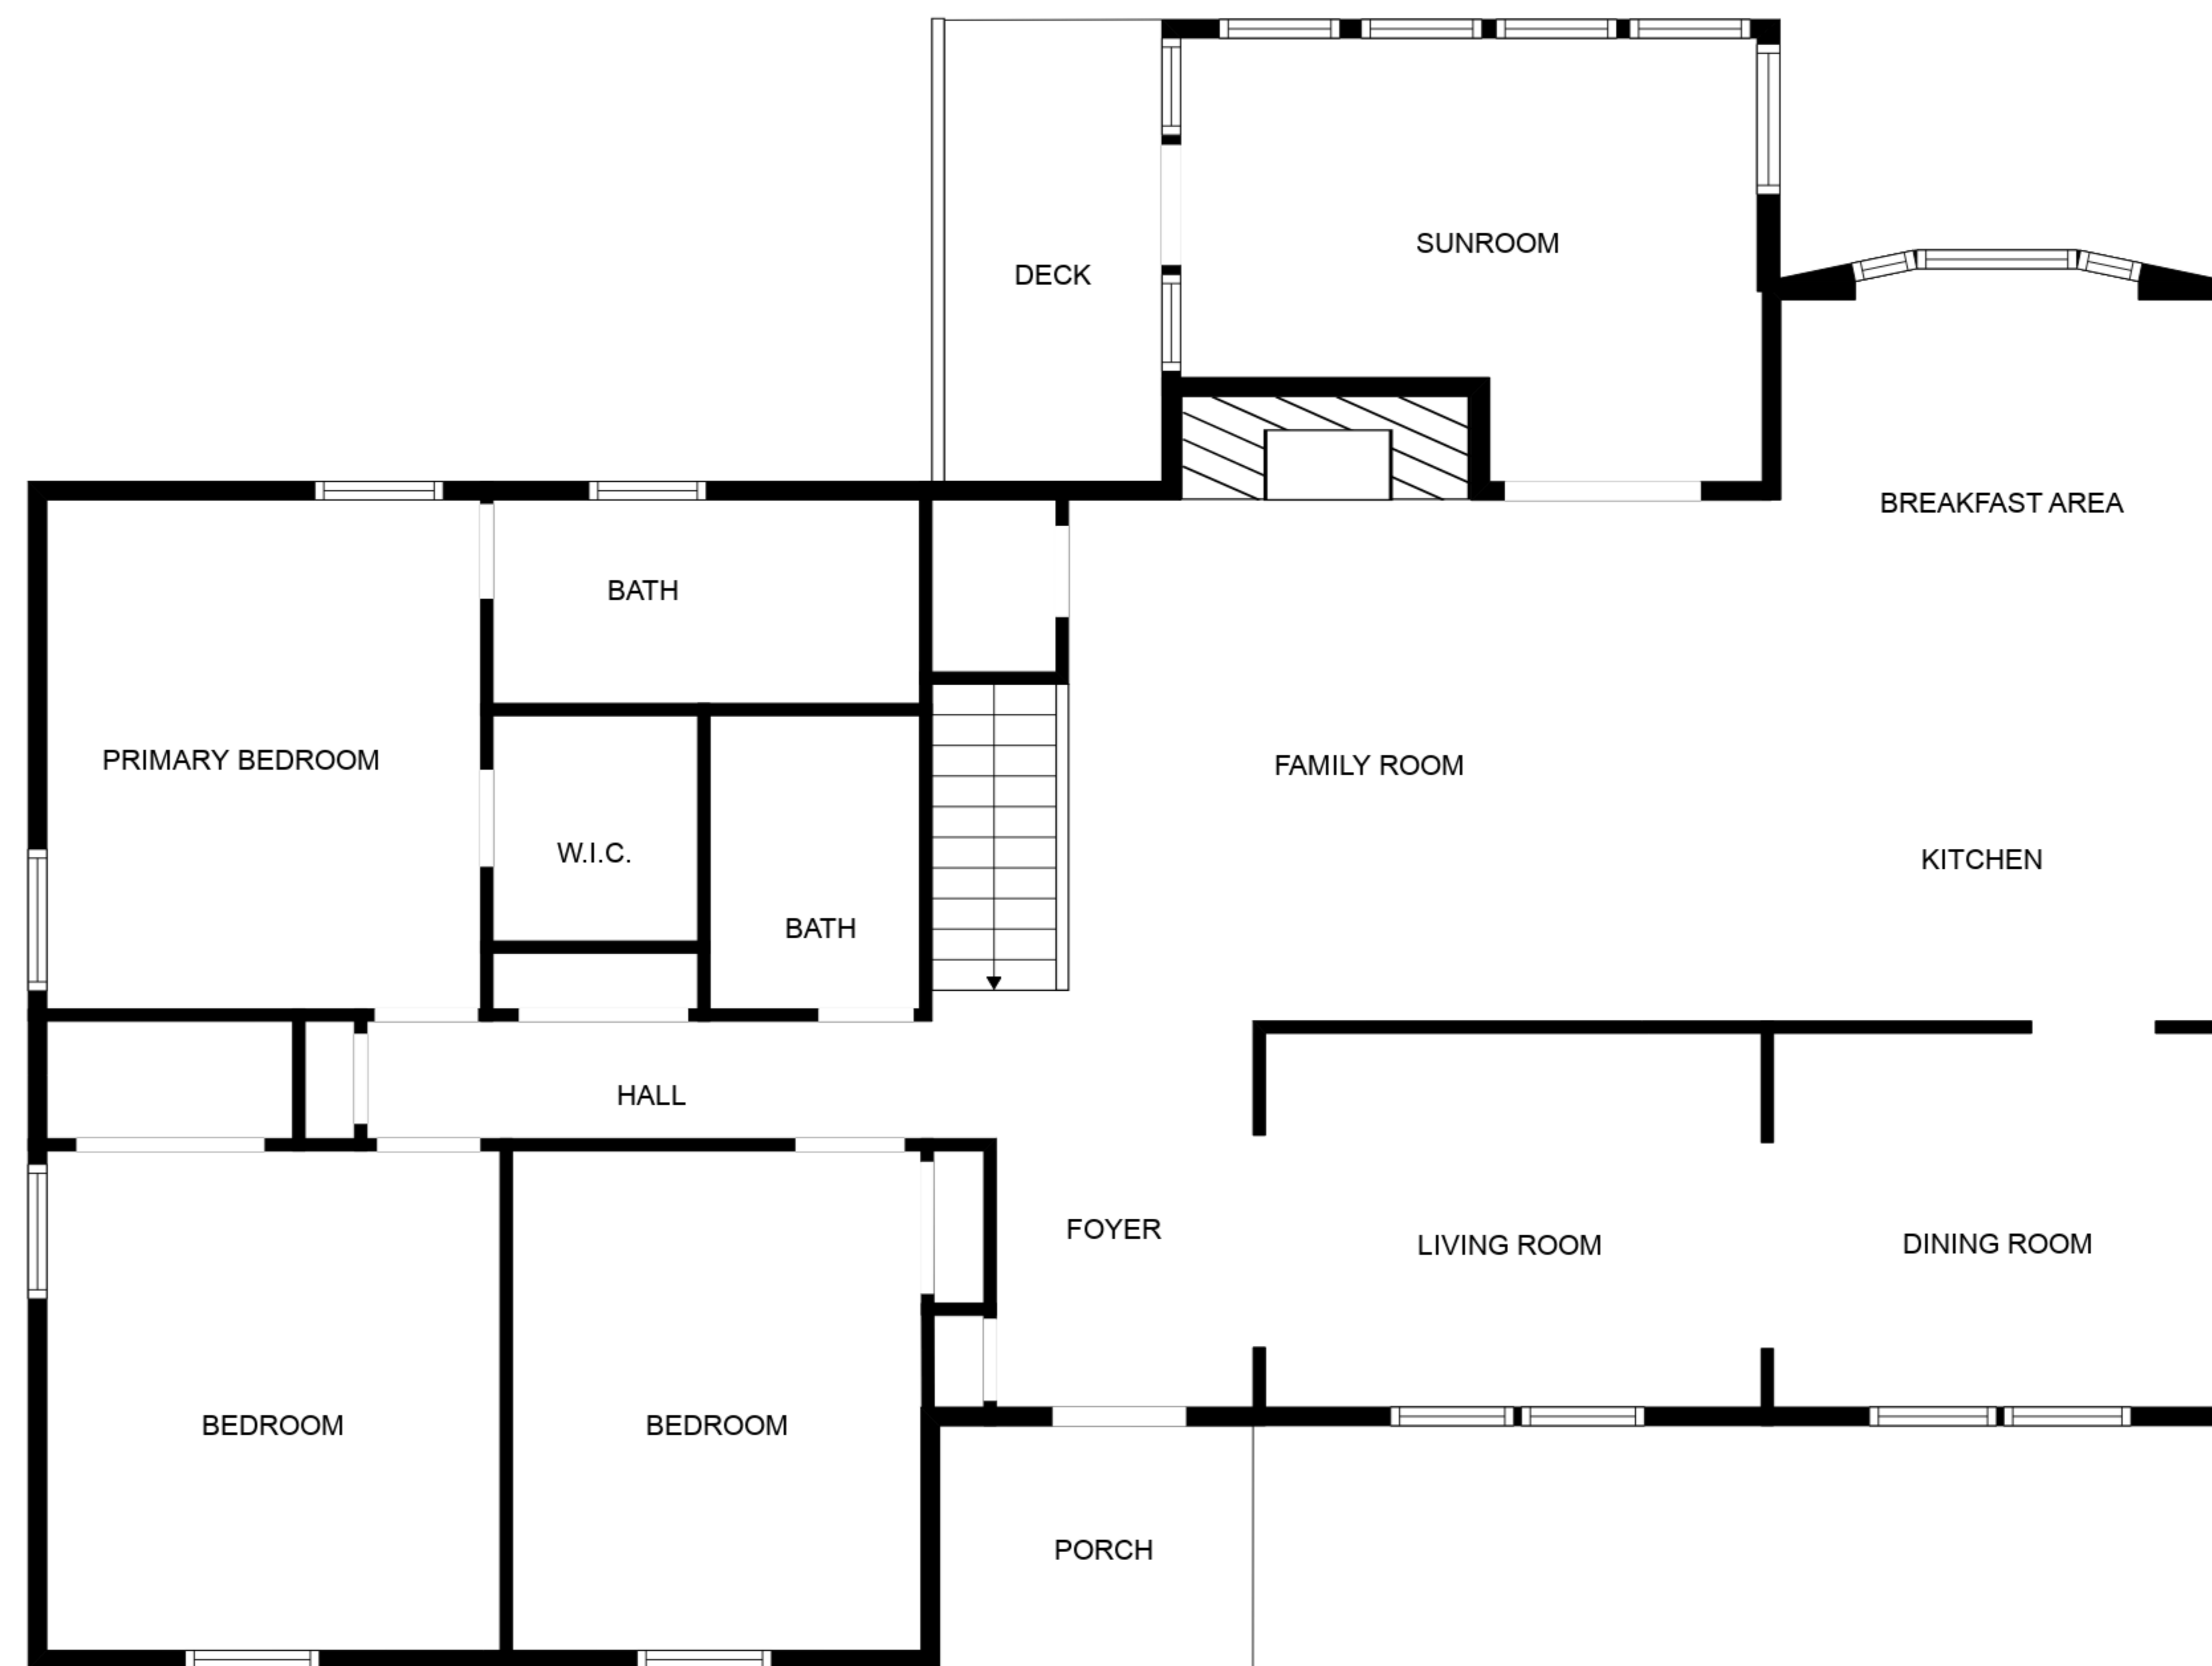 SUNROOM
DECK
BREAKFAST AREA
BATH
PRIMARY BEDROOM
FAMILY ROOM
W.I.C.
KITCHEN
BATH
HALL
FOYER
LIVING ROOM
DINING ROOM
BEDROOM
BEDROOM
PORCH